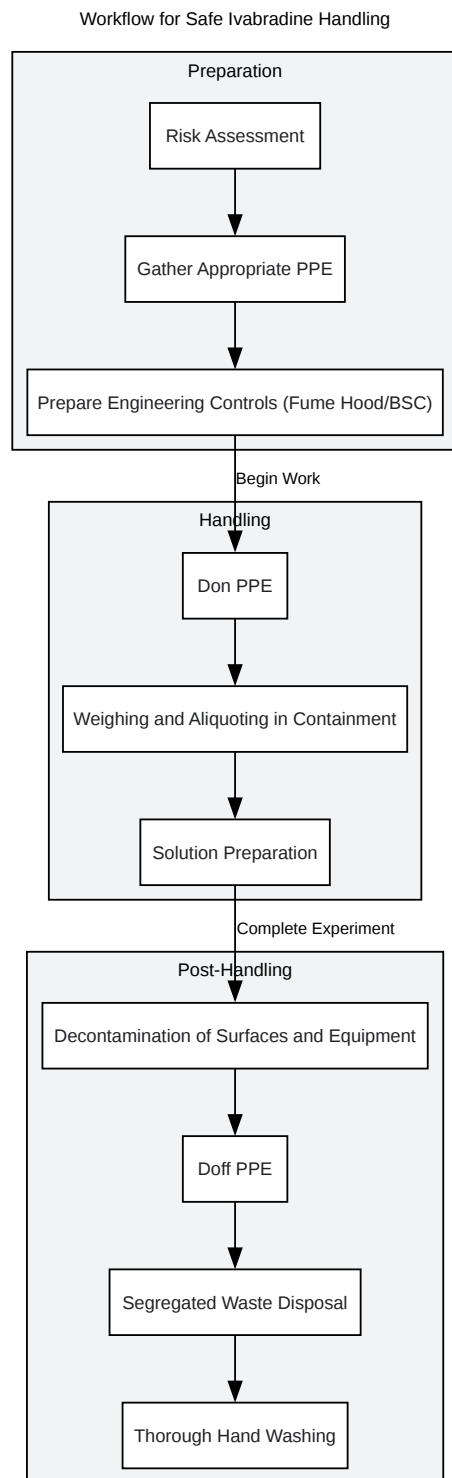 Workflow for Safe Ivabradine Handling
Preparation
Risk Assessment
Gather Appropriate PPE
Prepare Engineering Controls (Fume Hood/BSC)
Begin Work
Handling
Don PPE
Weighing and Aliquoting in Containment
Solution Preparation
Complete Experiment
Post-Handling
Decontamination of Surfaces and Equipment
Doff PPE
Segregated Waste Disposal
Thorough Hand Washing